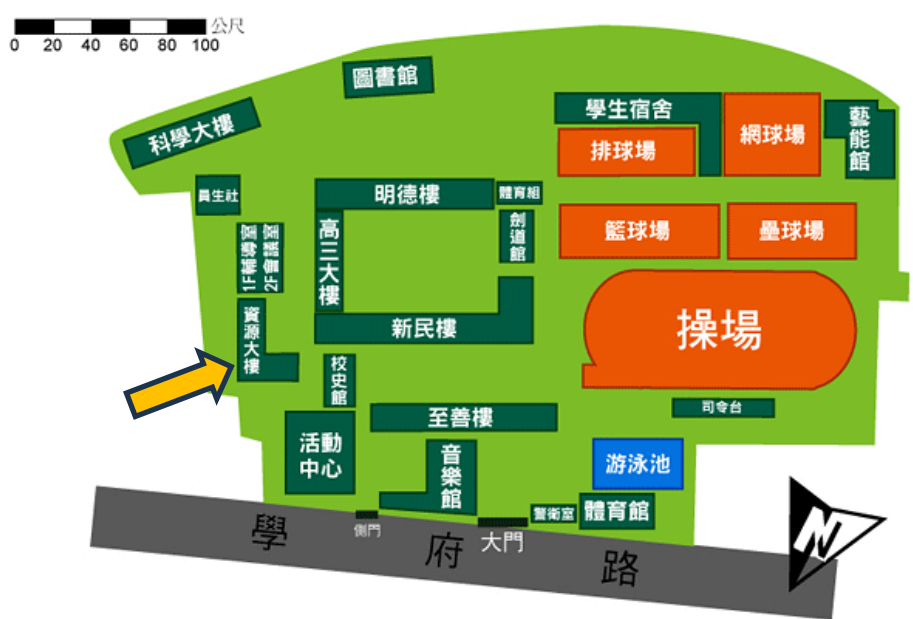 公尺
0 20 40 60 80 100
圖書館
科學大樓
學生宿舍
排球場
網球場
藝能館
員生社
明德樓
體育組
劍道館
高三大樓
籃球場
壘球場
1F輔導室
2F會議室
資源大樓
新民樓
操場
校史館
至善樓
司令台
活動
中心
音樂館
游泳池
警衛室
體育館
側門
大門
學府路
N